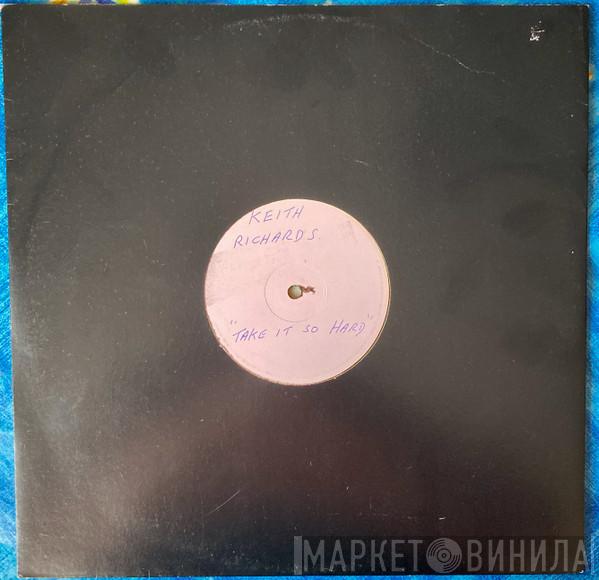 KEITH
RICHARDS.
"TAKE IT SO HARD"
МАРКЕТ ВИНИЛА